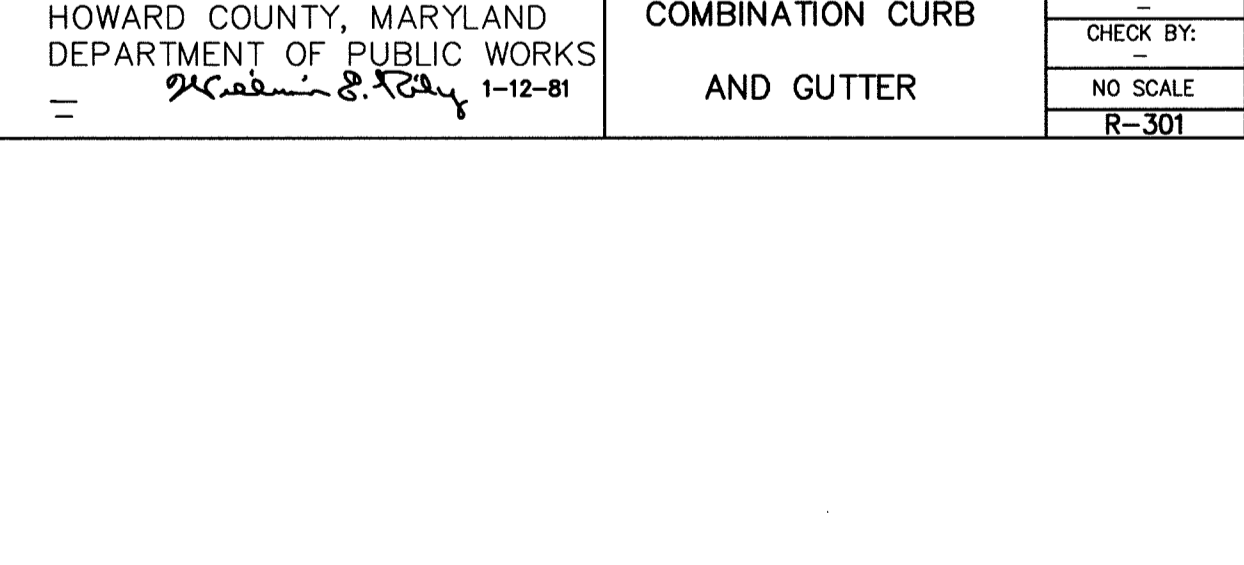 HOWARD COUNTY, MARYLAND
DEPARTMENT OF PUBLIC WORKS
1-12-81
COMBINATION CURB
AND GUTTER
–
CHECK BY:
–
NO SCALE
R-301